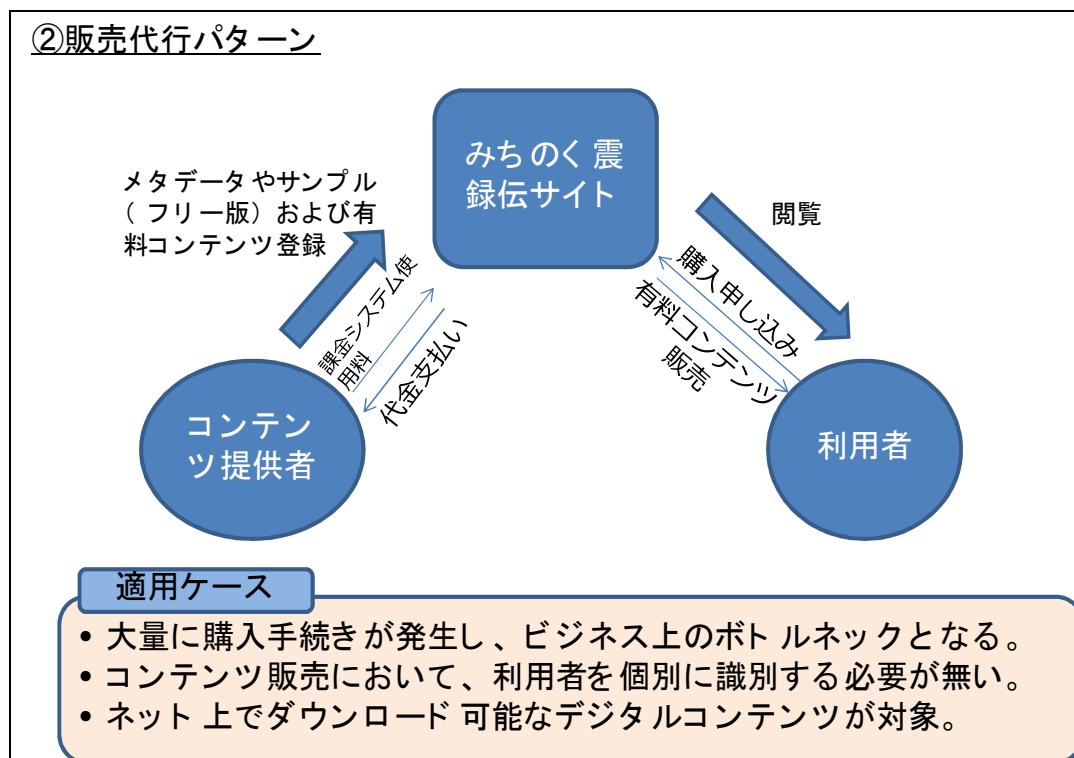 ②販売代行パターン
みちのく震
録伝サイト
メタデータやサンプル
(フリー版)および有
料コンテンツ登録
閲覧
課金システム使
用料
代金支払い
購入申し込み
有料コンテンツ
販売
コンテン
ツ提供者
利用者
適用ケース
• 大量に購入手続きが発生し、ビジネス上のボトルネックとなる。
• コンテンツ販売において、利用者を個別に識別する必要が無い。
• ネット上でダウンロード可能なデジタルコンテンツが対象。